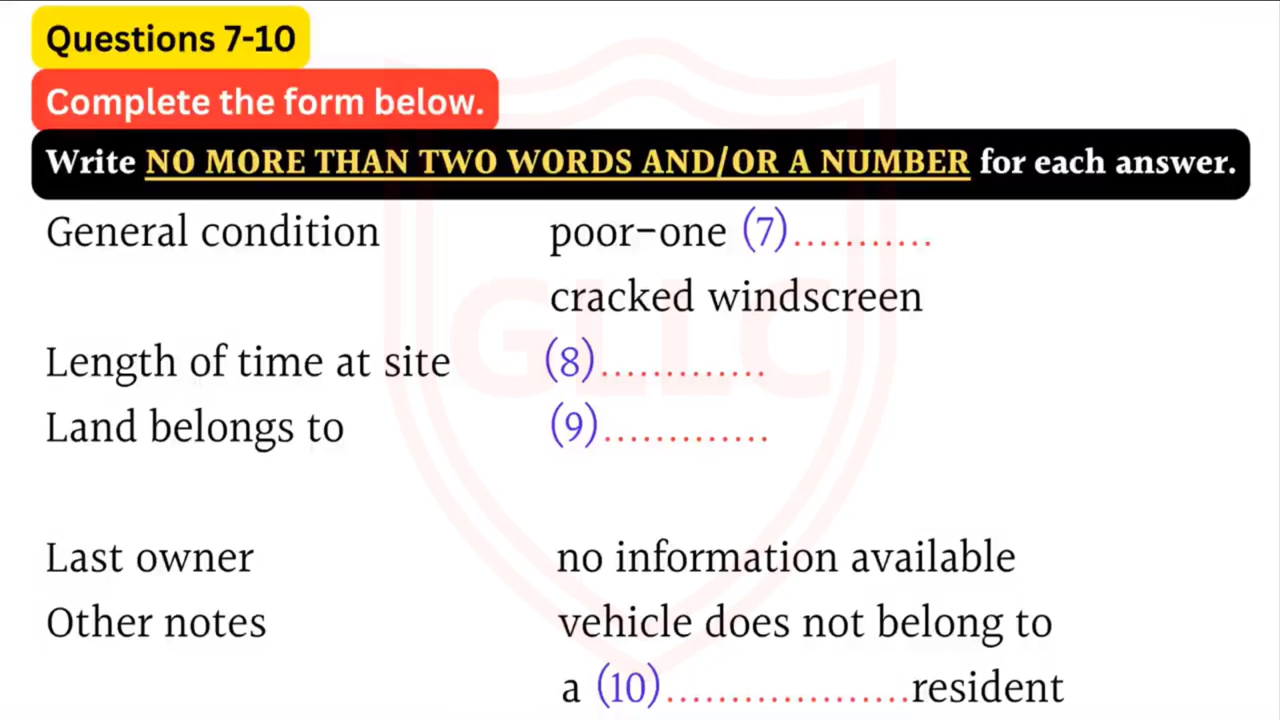 Questions 7-10
Complete the form below.
Write NO MORE THAN TWO WORDS AND/OR A NUMBER for each answer.
General condition poor-one (7)...........
cracked windscreen
Length of time at site (8).............
Land belongs to (9).............
Last owner no information available
Other notes vehicle does not belong to
a (10)...................resident
GLLC